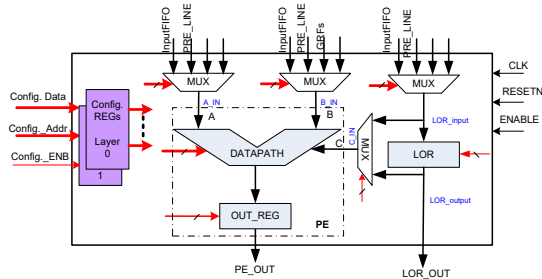 InputFIFO
PRE_LINE
InputFIFO
PRE_LINE
GRFs
InputFIFO
PRE_LINE
MUX
MUX
MUX
CLK
RESETN
ENABLE
Config. Data
Config._Addr
Config._ENB
Config.
REGs
Layer
0
1
A_IN
A
B_IN
B
DATAPATH
C
C_IN
MUX
LOR_input
LOR
LOR_output
OUT_REG
PE
PE_OUT
LOR_OUT